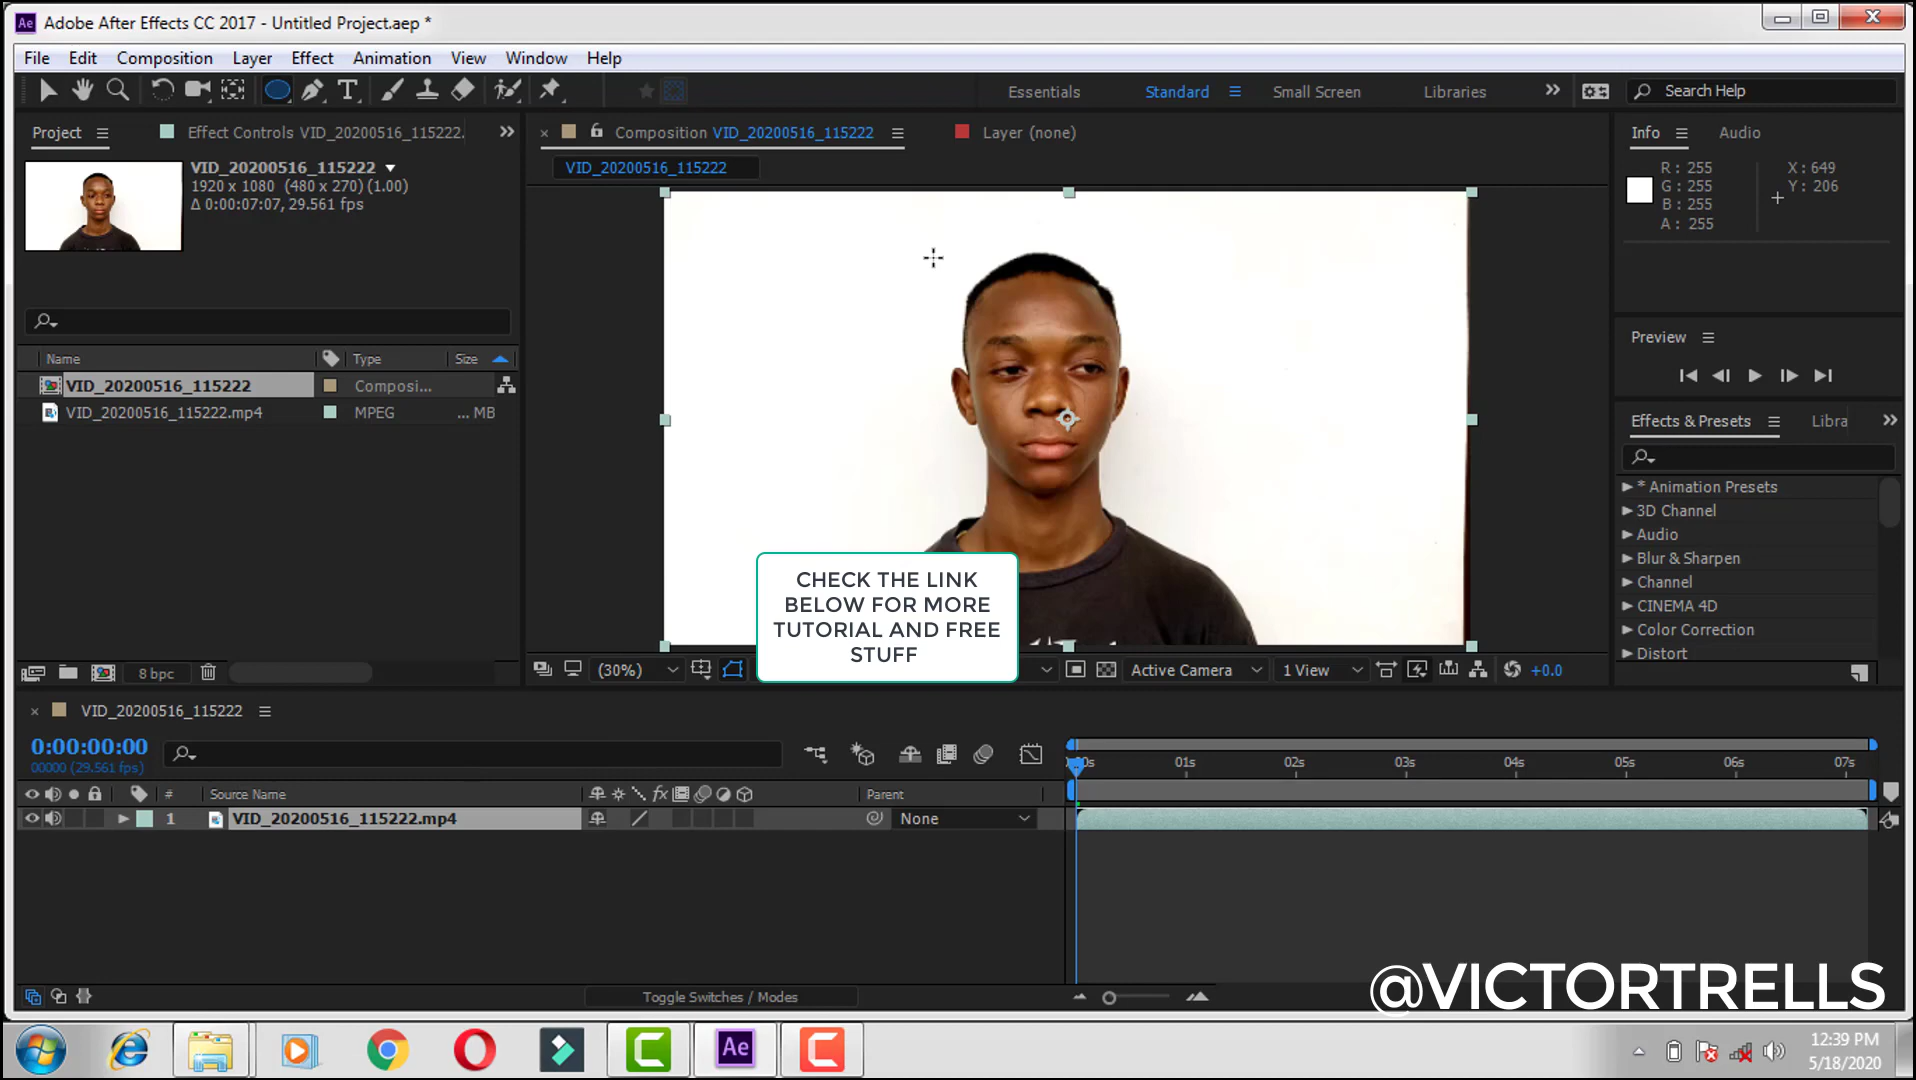 Ae Adobe After Effects CC 2017 - Untitled Project.aep *
File Edit Composition Layer Effect Animation View Window Help
T Essentials Standard Small Screen Libraries Search Help
Project Effect Controls VID_20200516_115222.
Composition VID_20200516_115222 Layer (none)
Info Audio
VID_20200516_115222
1920 x 1080 (480 x 270) (1.00)
Δ 0:00:07:07, 29.561 fps
VID_20200516_115222
R : 255
G : 255
B : 255
A : 255
X : 649
Y : 206
Preview
Name Type Size
VID_20200516_115222 Composi...
VID_20200516_115222.mp4 MPEG ... MB
Effects & Presets Libra
* Animation Presets
3D Channel
Audio
Blur & Sharpen
Channel
CINEMA 4D
Color Correction
Distort
CHECK THE LINK
BELOW FOR MORE
TUTORIAL AND FREE
STUFF
8 bpc
(30%) Active Camera 1 View +0.0
VID_20200516_115222
0:00:00:00
00000 (29.561 fps)
:00s 01s 02s 03s 04s 05s 06s 07s
# Source Name fx Parent
1 VID_20200516_115222.mp4 None
Toggle Switches / Modes
@VICTORTRELLS
Ae
12:39 PM
5/18/2020